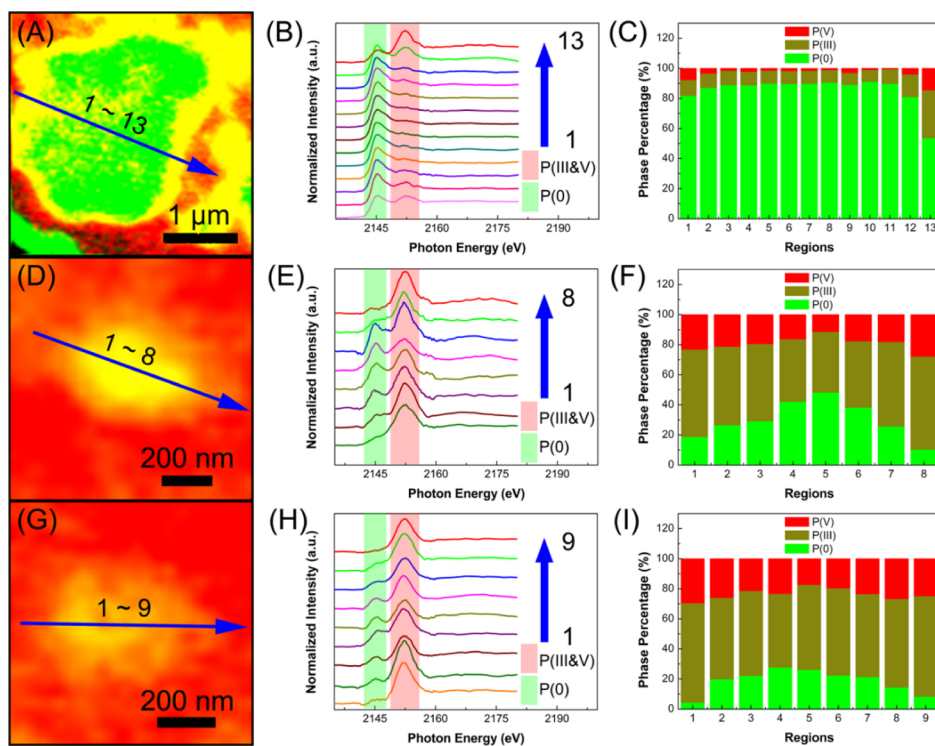 (A)
1 ~ 13
1 μm
(B)
Normalized Intensity (a.u.)
13
1
P(III&V)
P(0)
2145 2160 2175 2190
Photon Energy (eV)
(C)
Phase Percentage (%)
120
100
80
60
40
20
0
P(V)
P(III)
P(0)
1 2 3 4 5 6 7 8 9 10 11 12 13
Regions
(D)
1 ~ 8
200 nm
(E)
Normalized Intensity (a.u.)
8
1
P(III&V)
P(0)
2145 2160 2175 2190
Photon Energy (eV)
(F)
Phase Percentage (%)
120
100
80
60
40
20
0
P(V)
P(III)
P(0)
1 2 3 4 5 6 7 8
Regions
(G)
1 ~ 9
200 nm
(H)
Normalized Intensity (a.u.)
9
1
P(III&V)
P(0)
2145 2160 2175 2190
Photon Energy (eV)
(I)
Phase Percentage (%)
120
100
80
60
40
20
0
P(V)
P(III)
P(0)
1 2 3 4 5 6 7 8 9
Regions